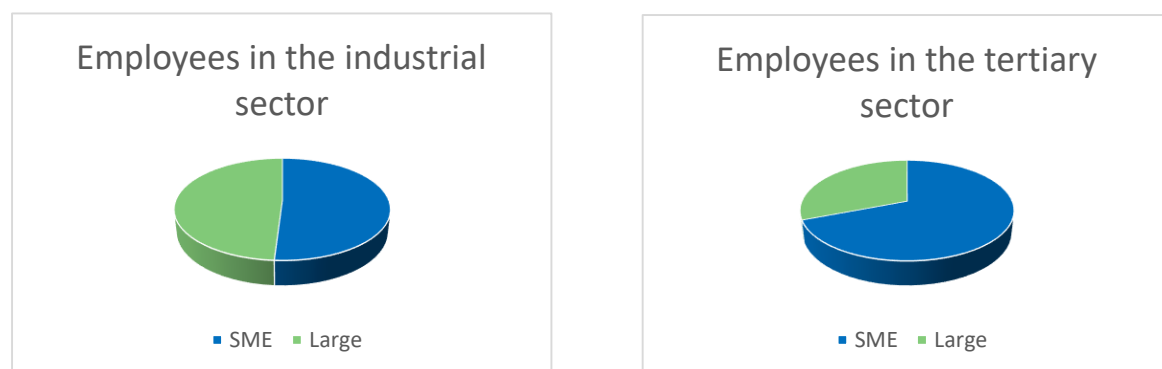 Employees in the industrial
sector
SME Large
Employees in the tertiary
sector
SME Large